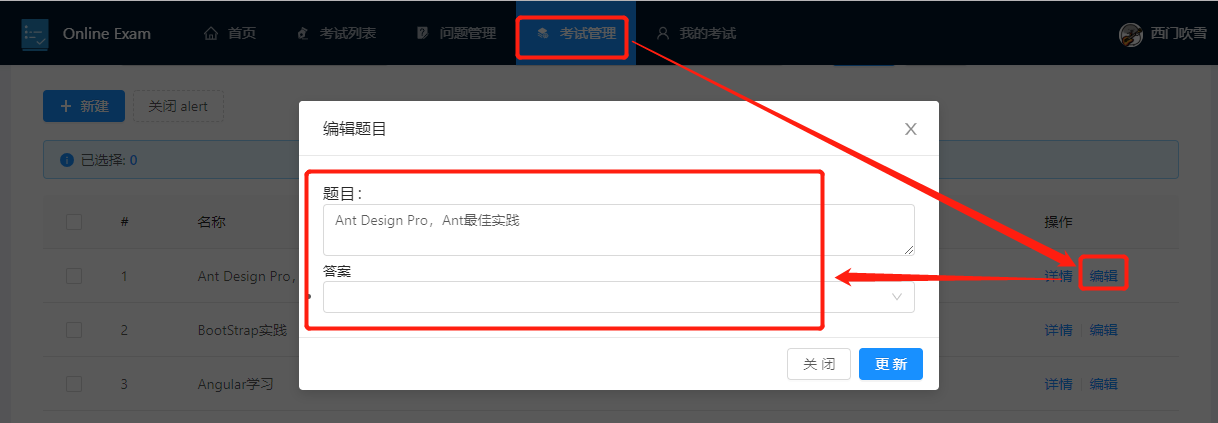 Online Exam 首页 考试列表 问题管理 考试管理 我的考试 西门吹雪
+ 新建 关闭 alert
已选择: 0
# 名称 操作
1 Ant Design Pro, 详情 编辑
2 BootStrap实践 详情 编辑
3 Angular学习 详情 编辑
编辑题目
题目：
Ant Design Pro，Ant最佳实践
答案
关 闭 更 新